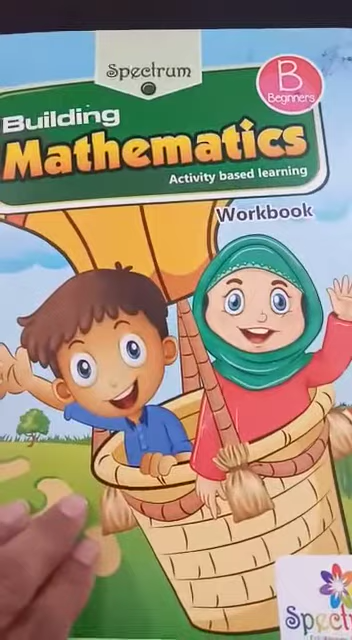 Spectrum
B
Beginners
Building
Mathematics
Activity based learning
Workbook